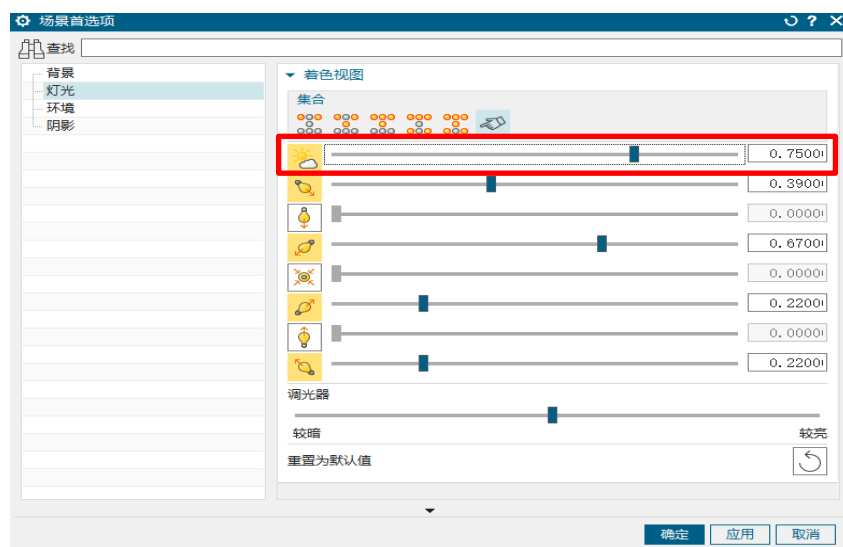 场景首选项
查找
背景
灯光
环境
阴影
着色视图
集合
0.7500
0.3900
0.0000
0.6700
0.0000
0.2200
0.0000
0.2200
调光器
较暗 较亮
重置为默认值
确定 应用 取消